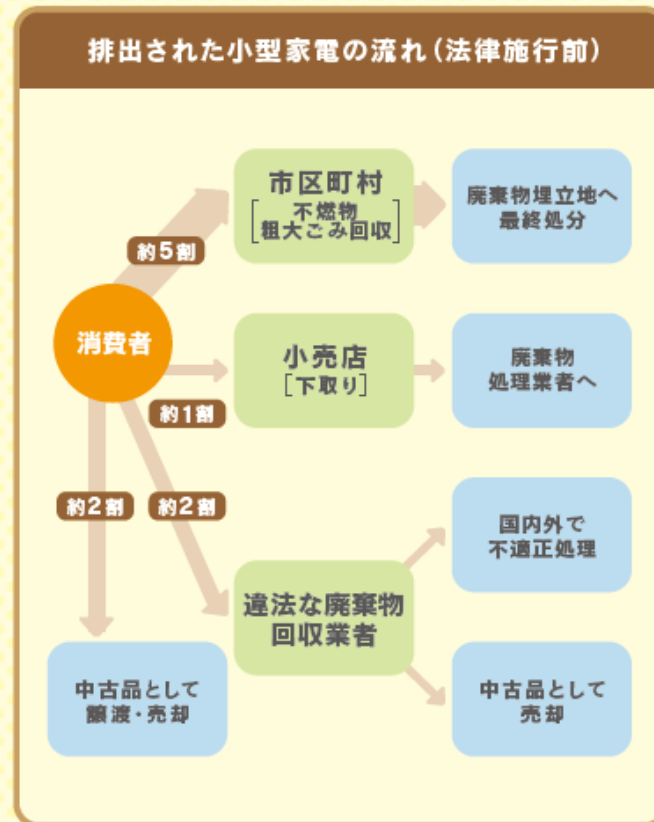 排出された小型家電の流れ(法律施行前)
市区町村
[不燃物
粗大ごみ回収]
廃棄物埋立地へ
最終処分
約5割
消費者
小売店
[下取り]
廃棄物
処理業者へ
約1割
約2割
約2割
国内外で
不適正処理
違法な廃棄物
回収業者
中古品として
譲渡・売却
中古品として
売却